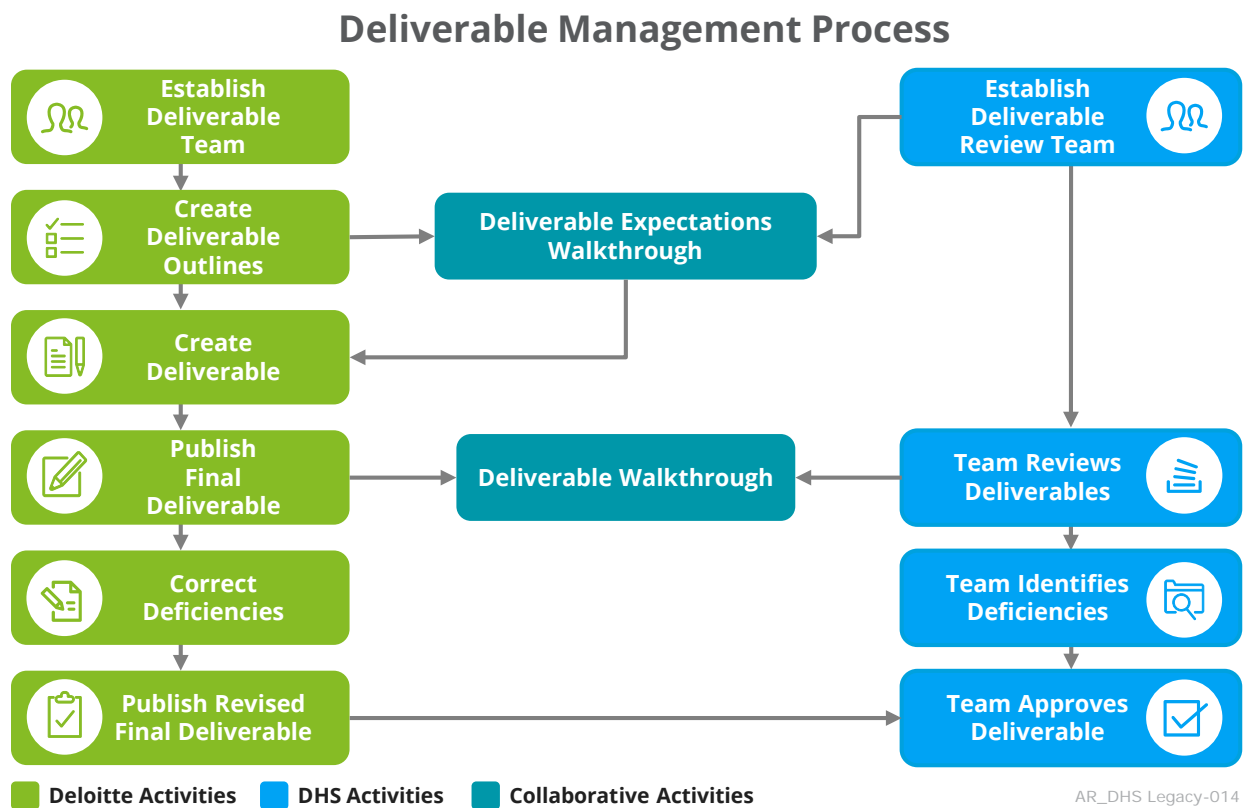 Deliverable Management Process
Establish
Deliverable
Team
Establish
Deliverable
Review Team
Create
Deliverable
Outlines
Deliverable Expectations
Walkthrough
Create
Deliverable
Publish
Final
Deliverable
Deliverable Walkthrough
Team Reviews
Deliverables
Correct
Deficiencies
Team Identifies
Deficiencies
Publish Revised
Final Deliverable
Team Approves
Deliverable
Deloitte Activities
DHS Activities
Collaborative Activities
AR_DHS Legacy-014